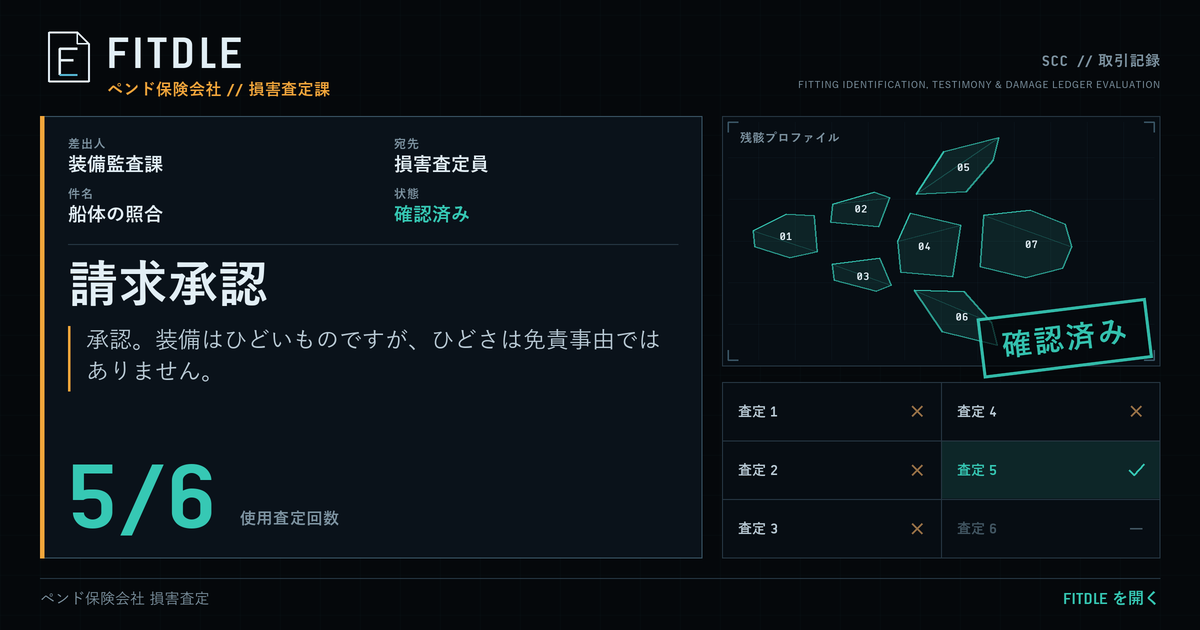 FITDLE
ペンド保険会社 // 損害査定課
SCC // 取引記録
FITTING IDENTIFICATION, TESTIMONY & DAMAGE LEDGER EVALUATION
差出人
装備監査課
宛先
損害査定員
件名
船体の照合
状態
確認済み
請求承認
承認。装備はひどいものですが、ひどさは免責事由では
ありません。
5/6
使用査定回数
残骸プロファイル
05
02
01
04
07
03
06
確認済み
査定 1
査定 4
査定 2
査定 5
査定 3
査定 6
ペンド保険会社 損害査定
FITDLE を開く